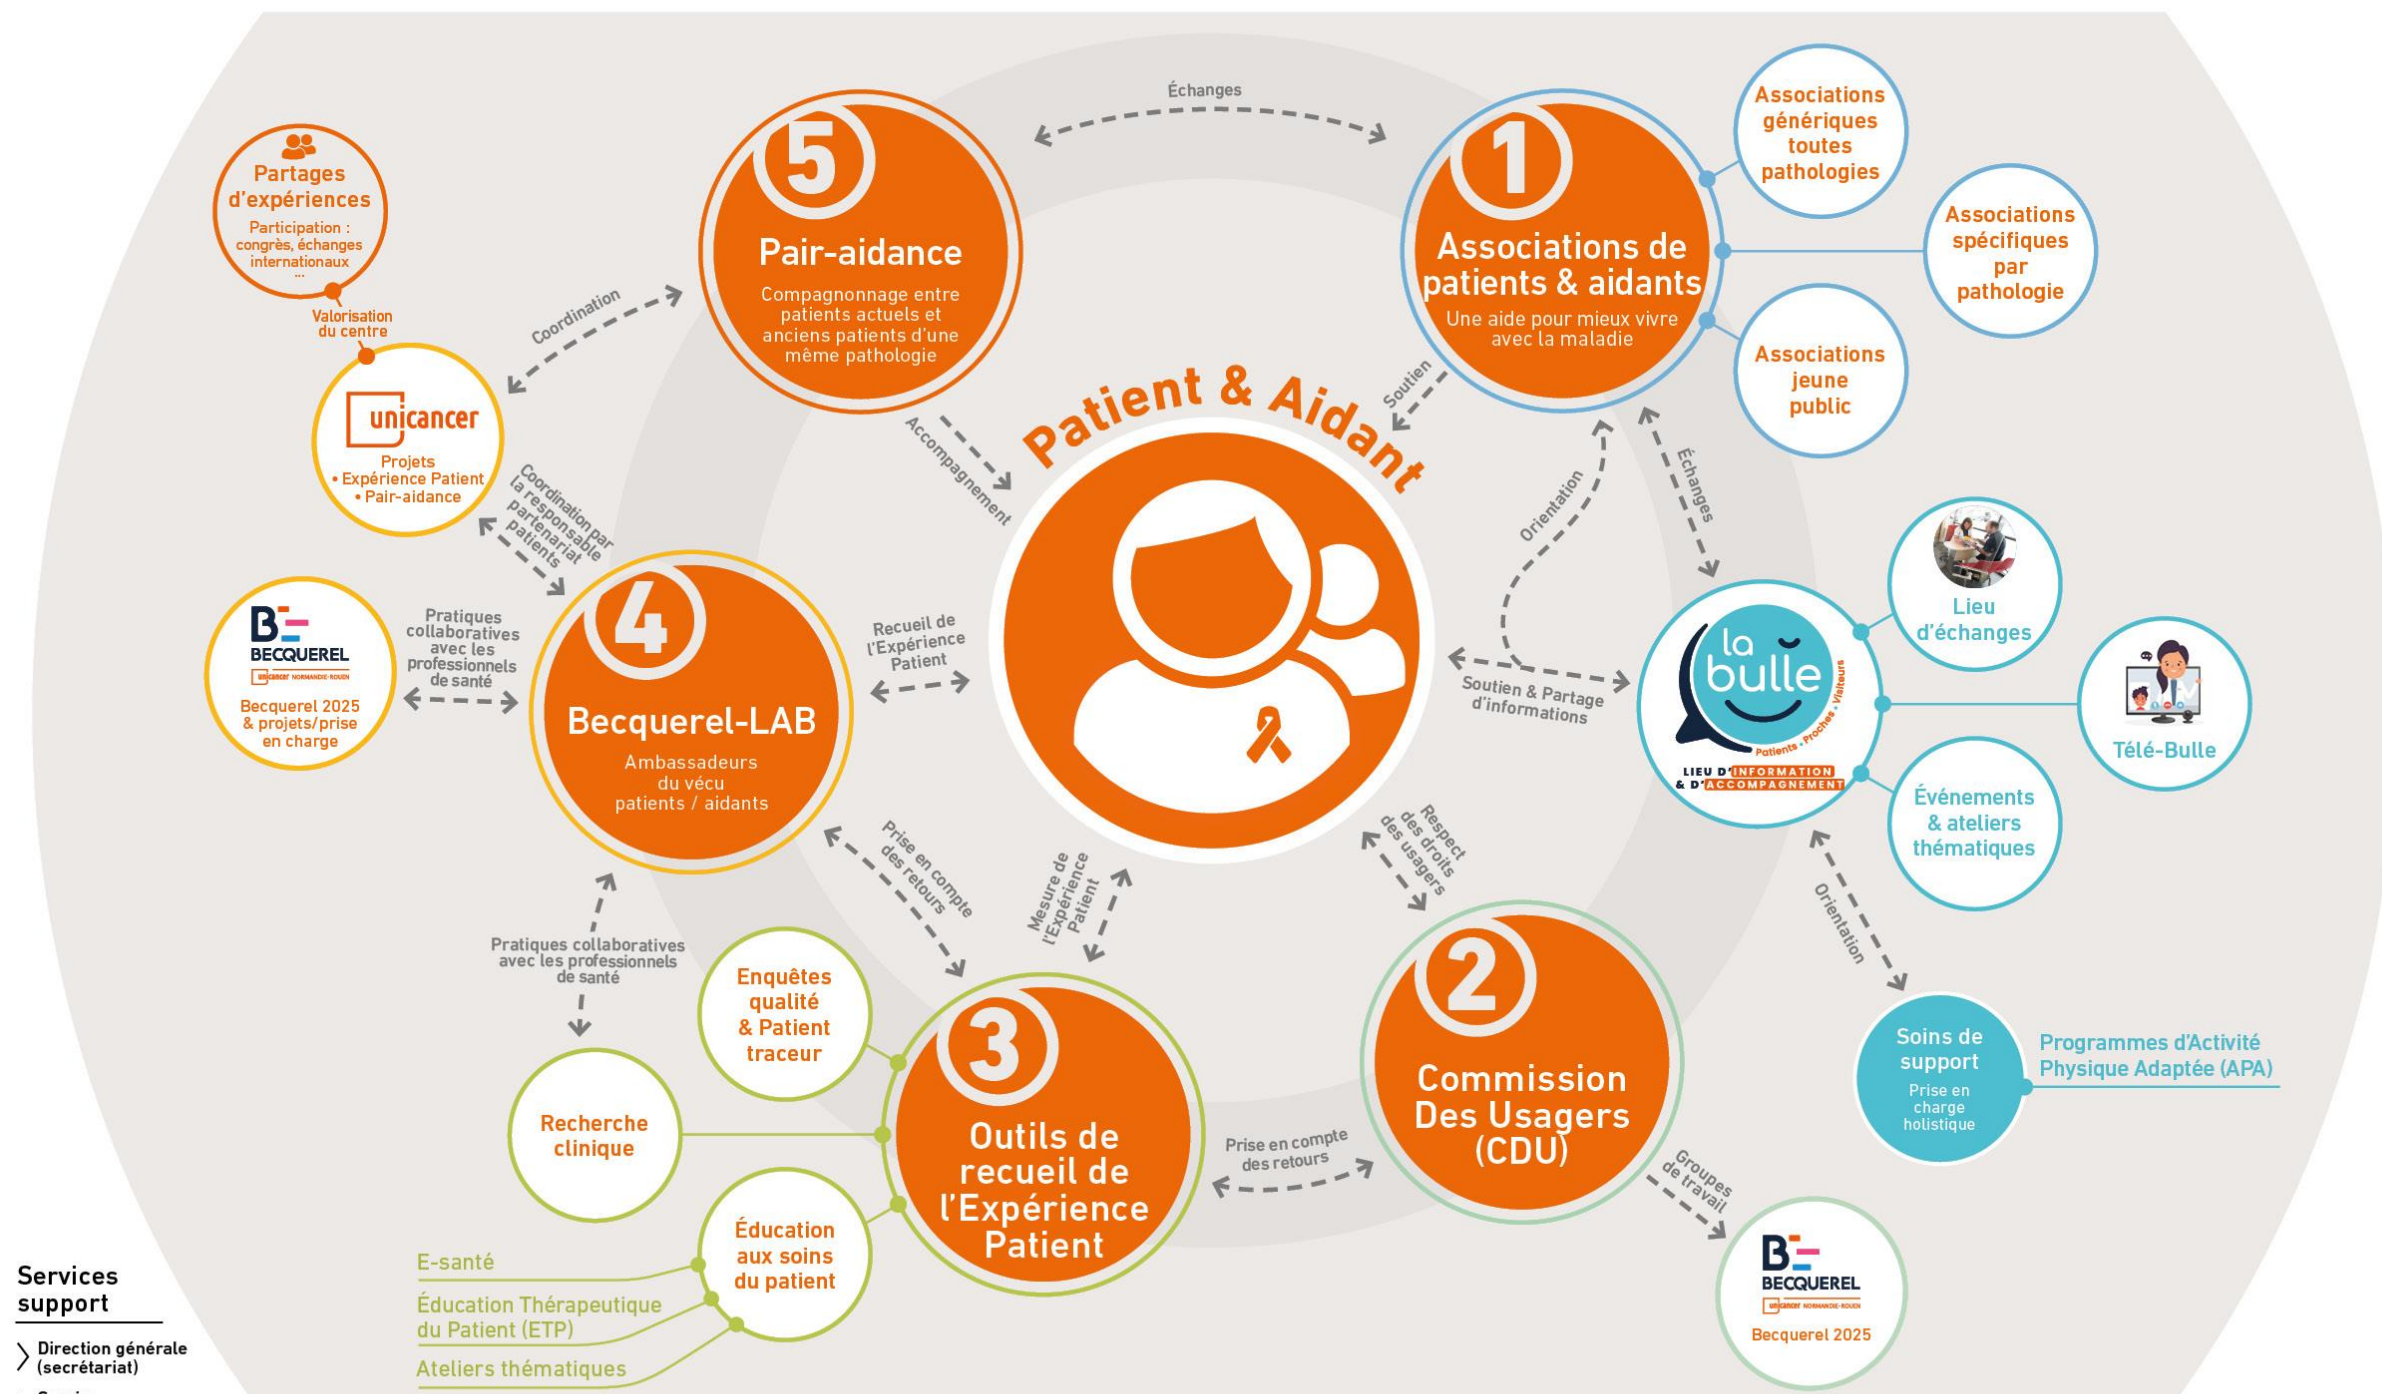 Échanges
5
Pair-aidance
Compagnonnage entre
patients actuels et
anciens patients d'une
même pathologie
1
Associations de
patients & aidants
Une aide pour mieux vivre
avec la maladie
Associations
génériques
toutes
pathologies
Associations
spécifiques
par
pathologie
Associations
jeune
public
Partages
d'expériences
Participation :
congrès, échanges
internationaux
...
Valorisation
du centre
Coordination
unicancer
Projets
• Expérience Patient
• Pair-aidance
Coordination par
la responsable
partenariat
patients
Accompagnement
Patient & Aidant
Soutien
Orientation
Échanges
BECQUEREL
unicancer NORMANDIE-ROUEN
Becquerel 2025
& projets/prise
en charge
Pratiques
collaboratives
avec les
professionnels
de santé
4
Becquerel-LAB
Ambassadeurs
du vécu
patients / aidants
Recueil de
l'Expérience
Patient
Soutien & Partage
d'informations
la
bulle
Patients • Proches • Visiteurs
LIEU D'INFORMATION
& D'ACCOMPAGNEMENT
Lieu
d'échanges
Télé-Bulle
Événements
& ateliers
thématiques
Orientation
Soins de
support
Prise en
charge
holistique
Programmes d'Activité
Physique Adaptée (APA)
Prise en compte
des retours
Mesure de
l'Expérience
Patient
Respect
des droits
des usagers
Pratiques collaboratives
avec les professionnels
de santé
Enquêtes
qualité
& Patient
traceur
Recherche
clinique
Éducation
aux soins
du patient
E-santé
Éducation Thérapeutique
du Patient (ETP)
Ateliers thématiques
3
Outils de
recueil de
l'Expérience
Patient
Prise en compte
des retours
2
Commission
Des Usagers
(CDU)
Groupes
de travail
BECQUEREL
unicancer NORMANDIE-ROUEN
Becquerel 2025
Services
support
Direction générale
(secrétariat)